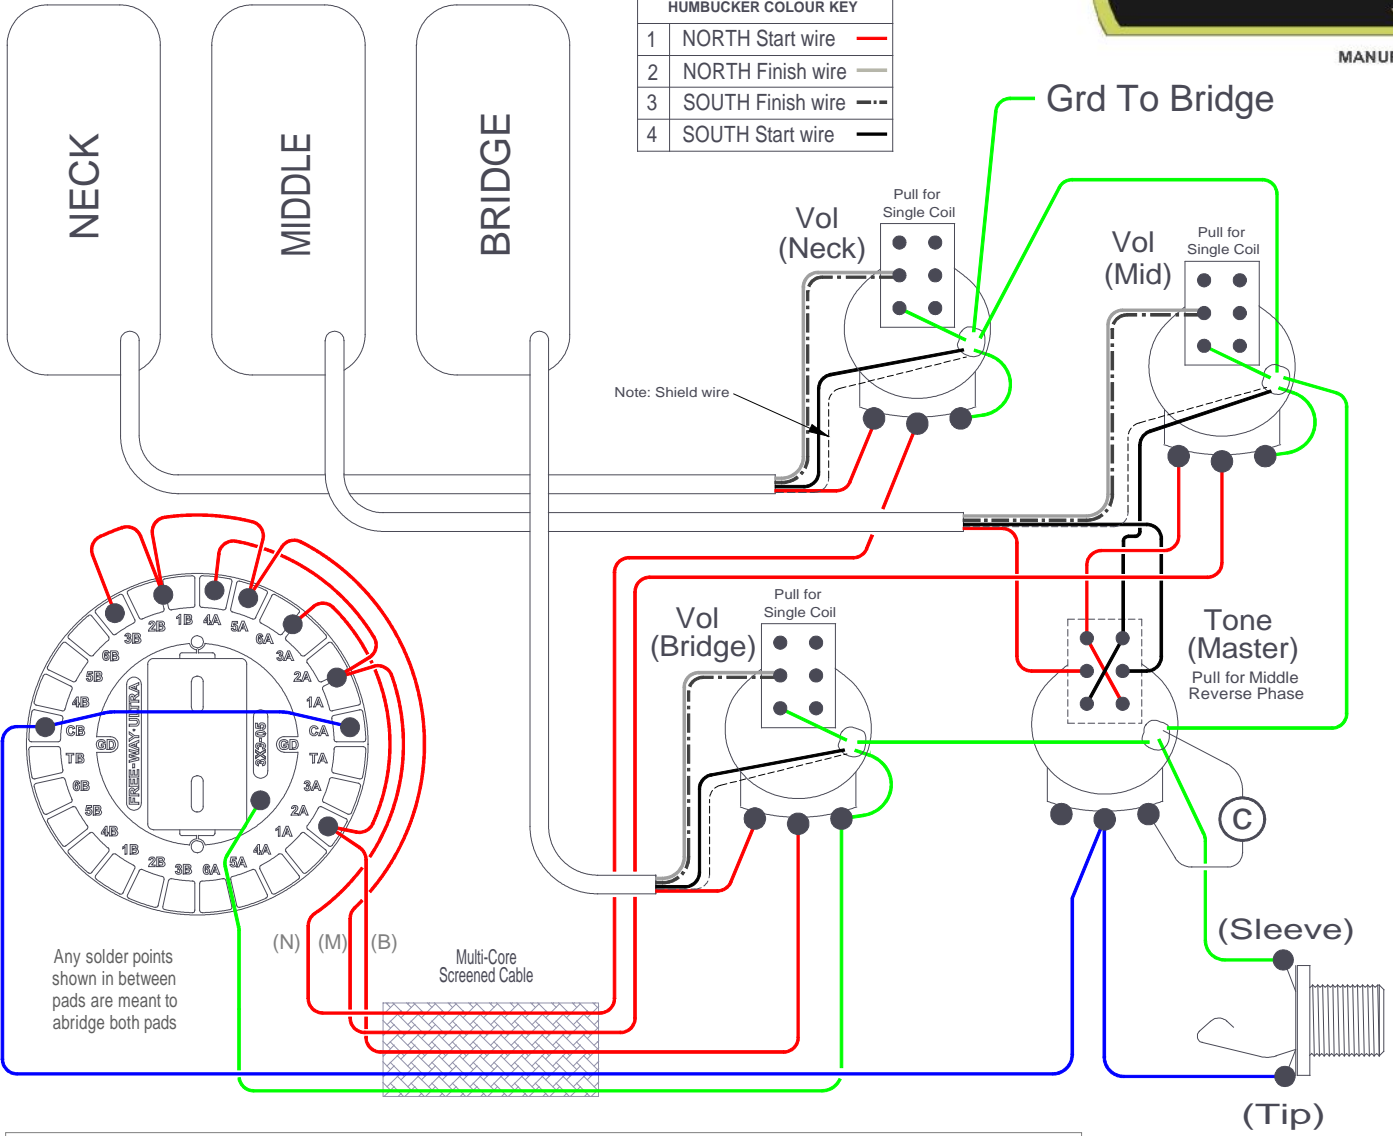 HUMBUCKER COLOUR KEY
1 NORTH Start wire
2 NORTH Finish wire
3 SOUTH Finish wire
4 SOUTH Start wire
MANUF
Grd To Bridge
NECK
MIDDLE
BRIDGE
Pull for
Single Coil
Vol
(Neck)
Pull for
Single Coil
Vol
(Mid)
Note: Shield wire
Pull for
Single Coil
Vol
(Bridge)
Tone
(Master)
Pull for Middle
Reverse Phase
C
6B
3B
2B
1B
4A
5A
6A
3A
2A
1A
5B
4B
CB
CA
GD
FREE-WAY-ULTRA
3X3-05
GD
TB
TA
6B
5B
4B
1B
2B
3B
6A
5A
4A
1A
2A
3A
(N)
(M)
(B)
Any solder points
shown in between
pads are meant to
abridge both pads
Multi-Core
Screened Cable
(Sleeve)
(Tip)